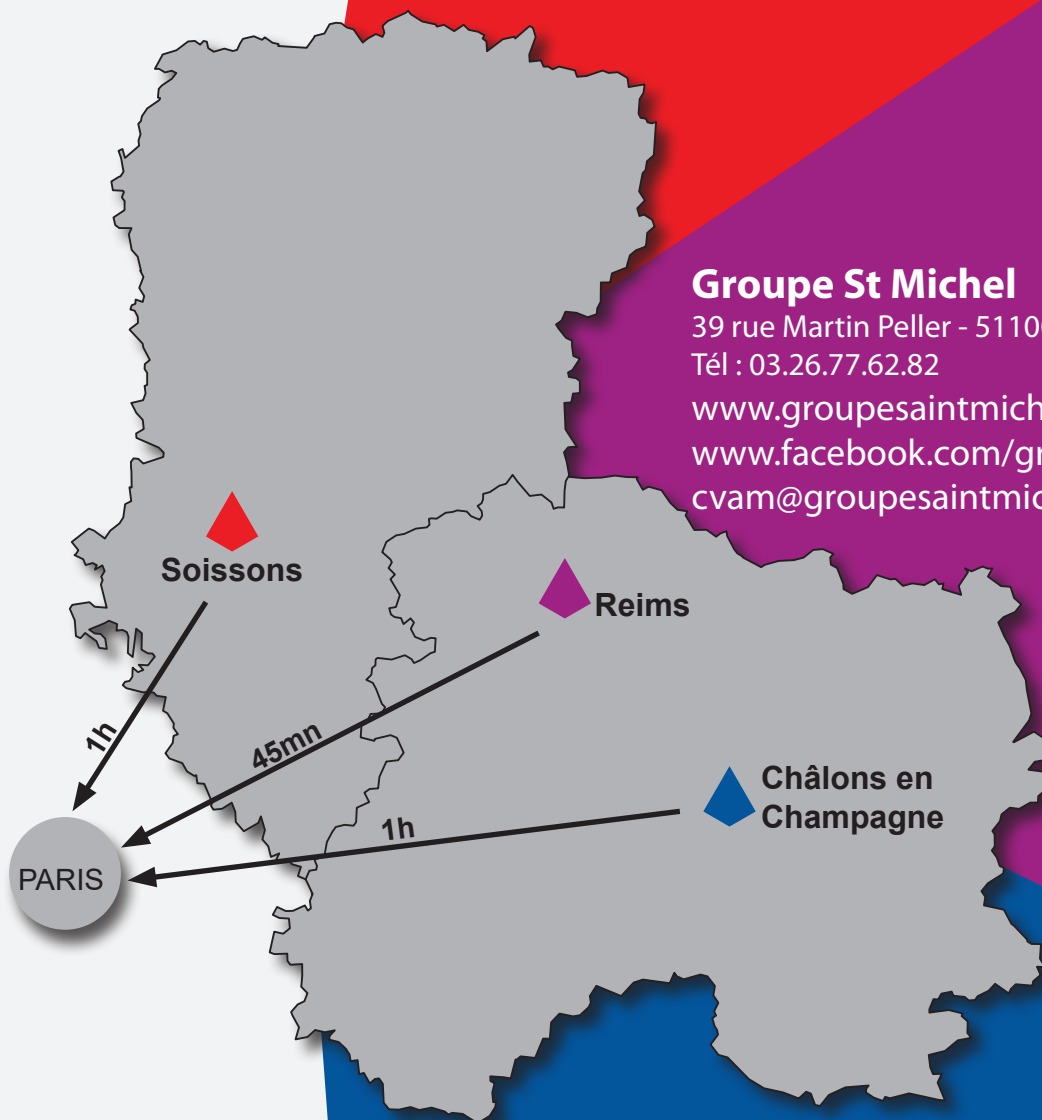 Groupe St Michel
39 rue Martin Peller - 5110
Tél : 03.26.77.62.82
www.groupesaintmich
www.facebook.com/gr
cvam@groupesaintmic
Soissons
Reims
1h
45mn
Châlons en
Champagne
1h
PARIS